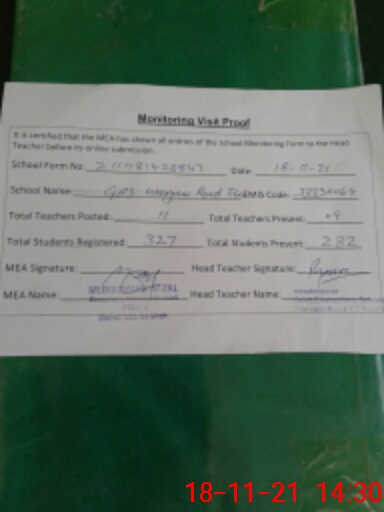 Monitoring Visit Proof
It is certified that the MEA has shown all entries of the School Monitoring Form to the Head
Teacher before its online submission.
School Form No: Date: 18-11-21
School Name: GPS Road EMIS Code:
Total Teachers Posted: 11 Total Teachers Present: 09
Total Students Registered: 327 Total Students Present: 282
MEA Signature: Head Teacher Signature:
MEA Name: Head Teacher Name:
18-11-21 14:30